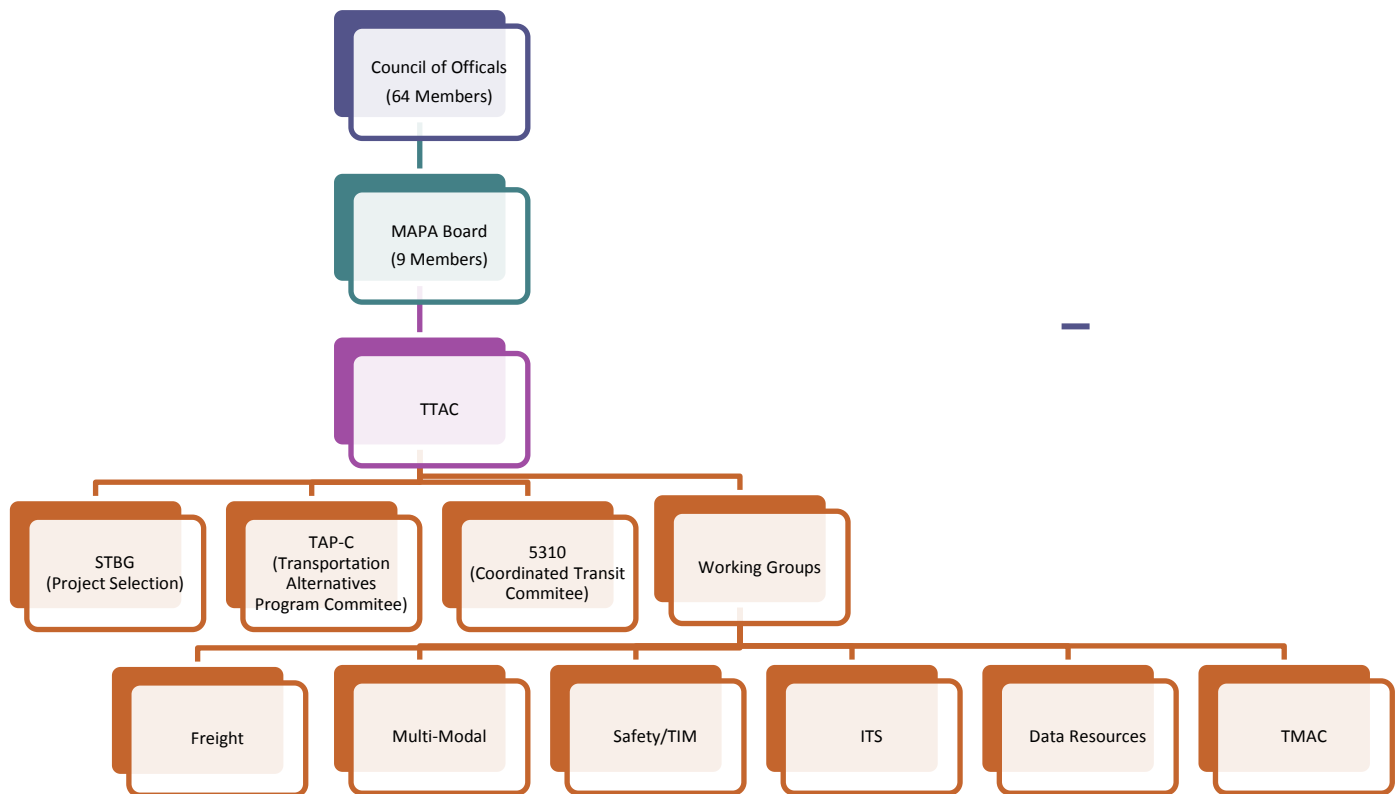 Council of Officals
(64 Members)
MAPA Board
(9 Members)
TTAC
STBG
(Project Selection)
TAP-C
(Transportation
Alternatives
Program Commitee)
5310
(Coordinated Transit
Commitee)
Working Groups
Freight
Multi-Modal
Safety/TIM
ITS
Data Resources
TMAC